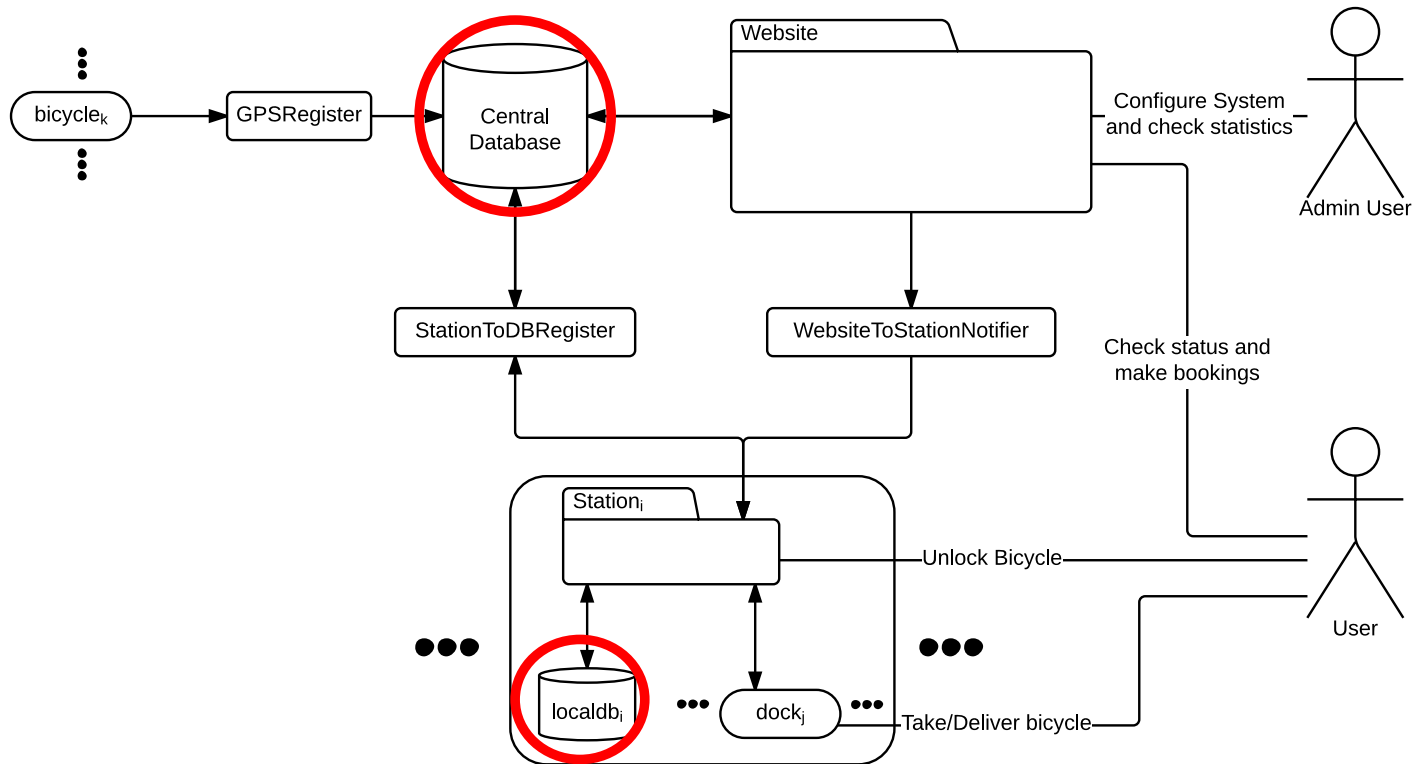 Website
bicycleₖ
GPSRegister
Central
Database
Configure System
and check statistics
Admin User
StationToDBRegister
WebsiteToStationNotifier
Check status and
make bookings
Stationᵢ
Unlock Bicycle
User
localdbᵢ
dockⱼ
Take/Deliver bicycle